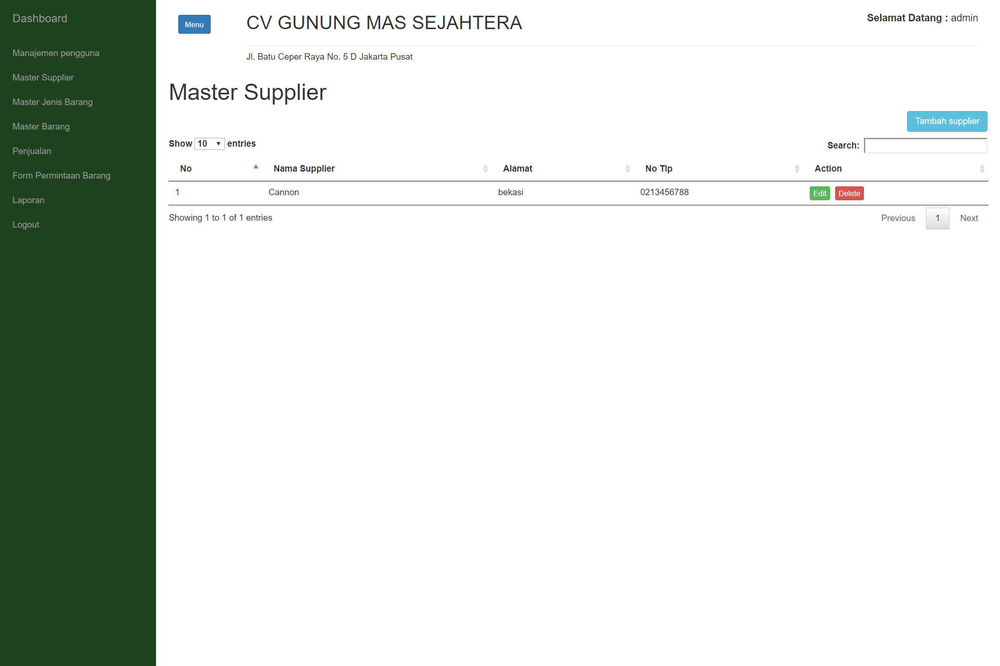 Dashboard
Manajemen pengguna
Master Supplier
Master Jenis Barang
Master Barang
Penjualan
Form Permintaan Barang
Laporan
Logout
Menu
CV GUNUNG MAS SEJAHTERA
Selamat Datang : admin
Jl. Batu Ceper Raya No. 5 D Jakarta Pusat
Master Supplier
Tambah supplier
Show 10 entries
Search:
No Nama Supplier Alamat No Tlp Action
1 Cannon bekasi 0213456788 Edit Delete
Showing 1 to 1 of 1 entries
Previous 1 Next